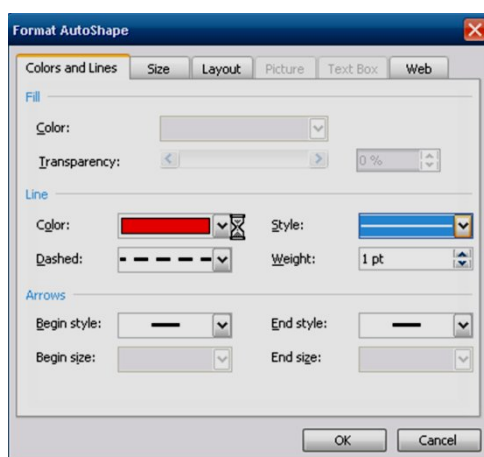 Format AutoShape
Colors and Lines Size Layout Picture Text Box Web
Fill
Color:
Transparency: 0 %
Line
Color: Style:
Dashed: Weight: 1 pt
Arrows
Begin style: End style:
Begin size: End size:
OK Cancel